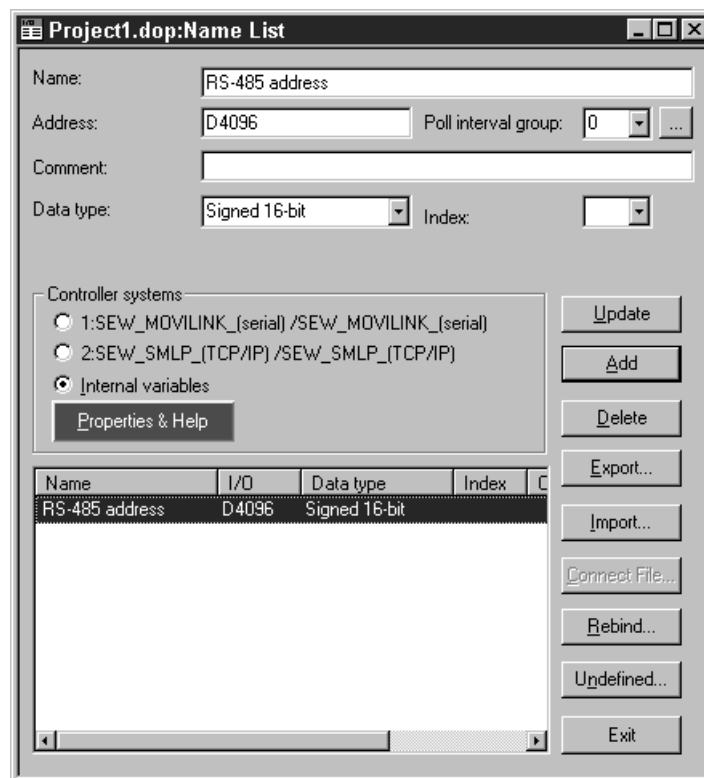 Project1.dop:Name List
Name: RS-485 address
Address: D4096 Poll interval group: 0 ...
Comment:
Data type: Signed 16-bit Index:
Controller systems
1:SEW_MOVILINK_(serial) /SEW_MOVILINK_(serial)
2:SEW_SMLP_(TCP/IP) /SEW_SMLP_(TCP/IP)
Internal variables
Properties & Help
Update
Add
Delete
Export...
Import...
Connect File...
Rebind...
Undefined...
Exit
Name I/O Data type Index C
RS-485 address D4096 Signed 16-bit